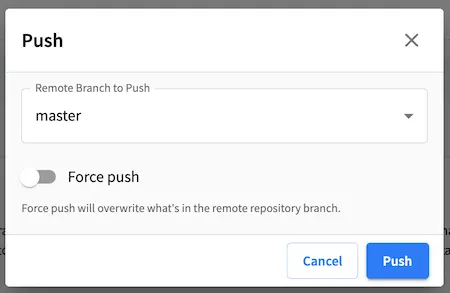 Push
Remote Branch to Push
master
Force push
Force push will overwrite what's in the remote repository branch.
Cancel
Push